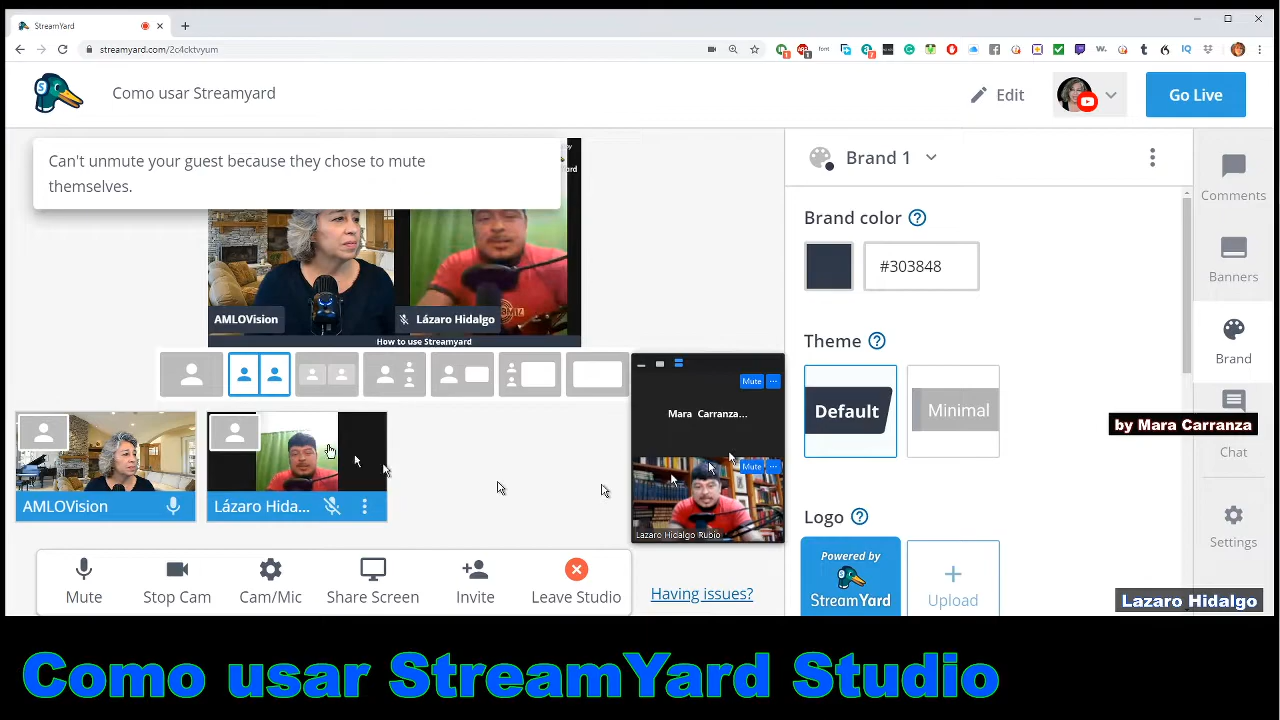 StreamYard
streamyard.com/2c4cktvyum
Como usar Streamyard
Edit
Go Live
Can't unmute your guest because they chose to mute
themselves.
AMLOVision
Lázaro Hidalgo
How to use Streamyard
AMLOVision
Lázaro Hida...
Mute
Mara Carranza...
Mute
Lazaro Hidalgo Rubio
Mute
Stop Cam
Cam/Mic
Share Screen
Invite
Leave Studio
Having issues?
Brand 1
Brand color
#303848
Theme
Default
Minimal
Logo
Powered by
StreamYard
Upload
Comments
Banners
Brand
by Mara Carranza
Chat
Settings
Lazaro Hidalgo
Como usar StreamYard Studio